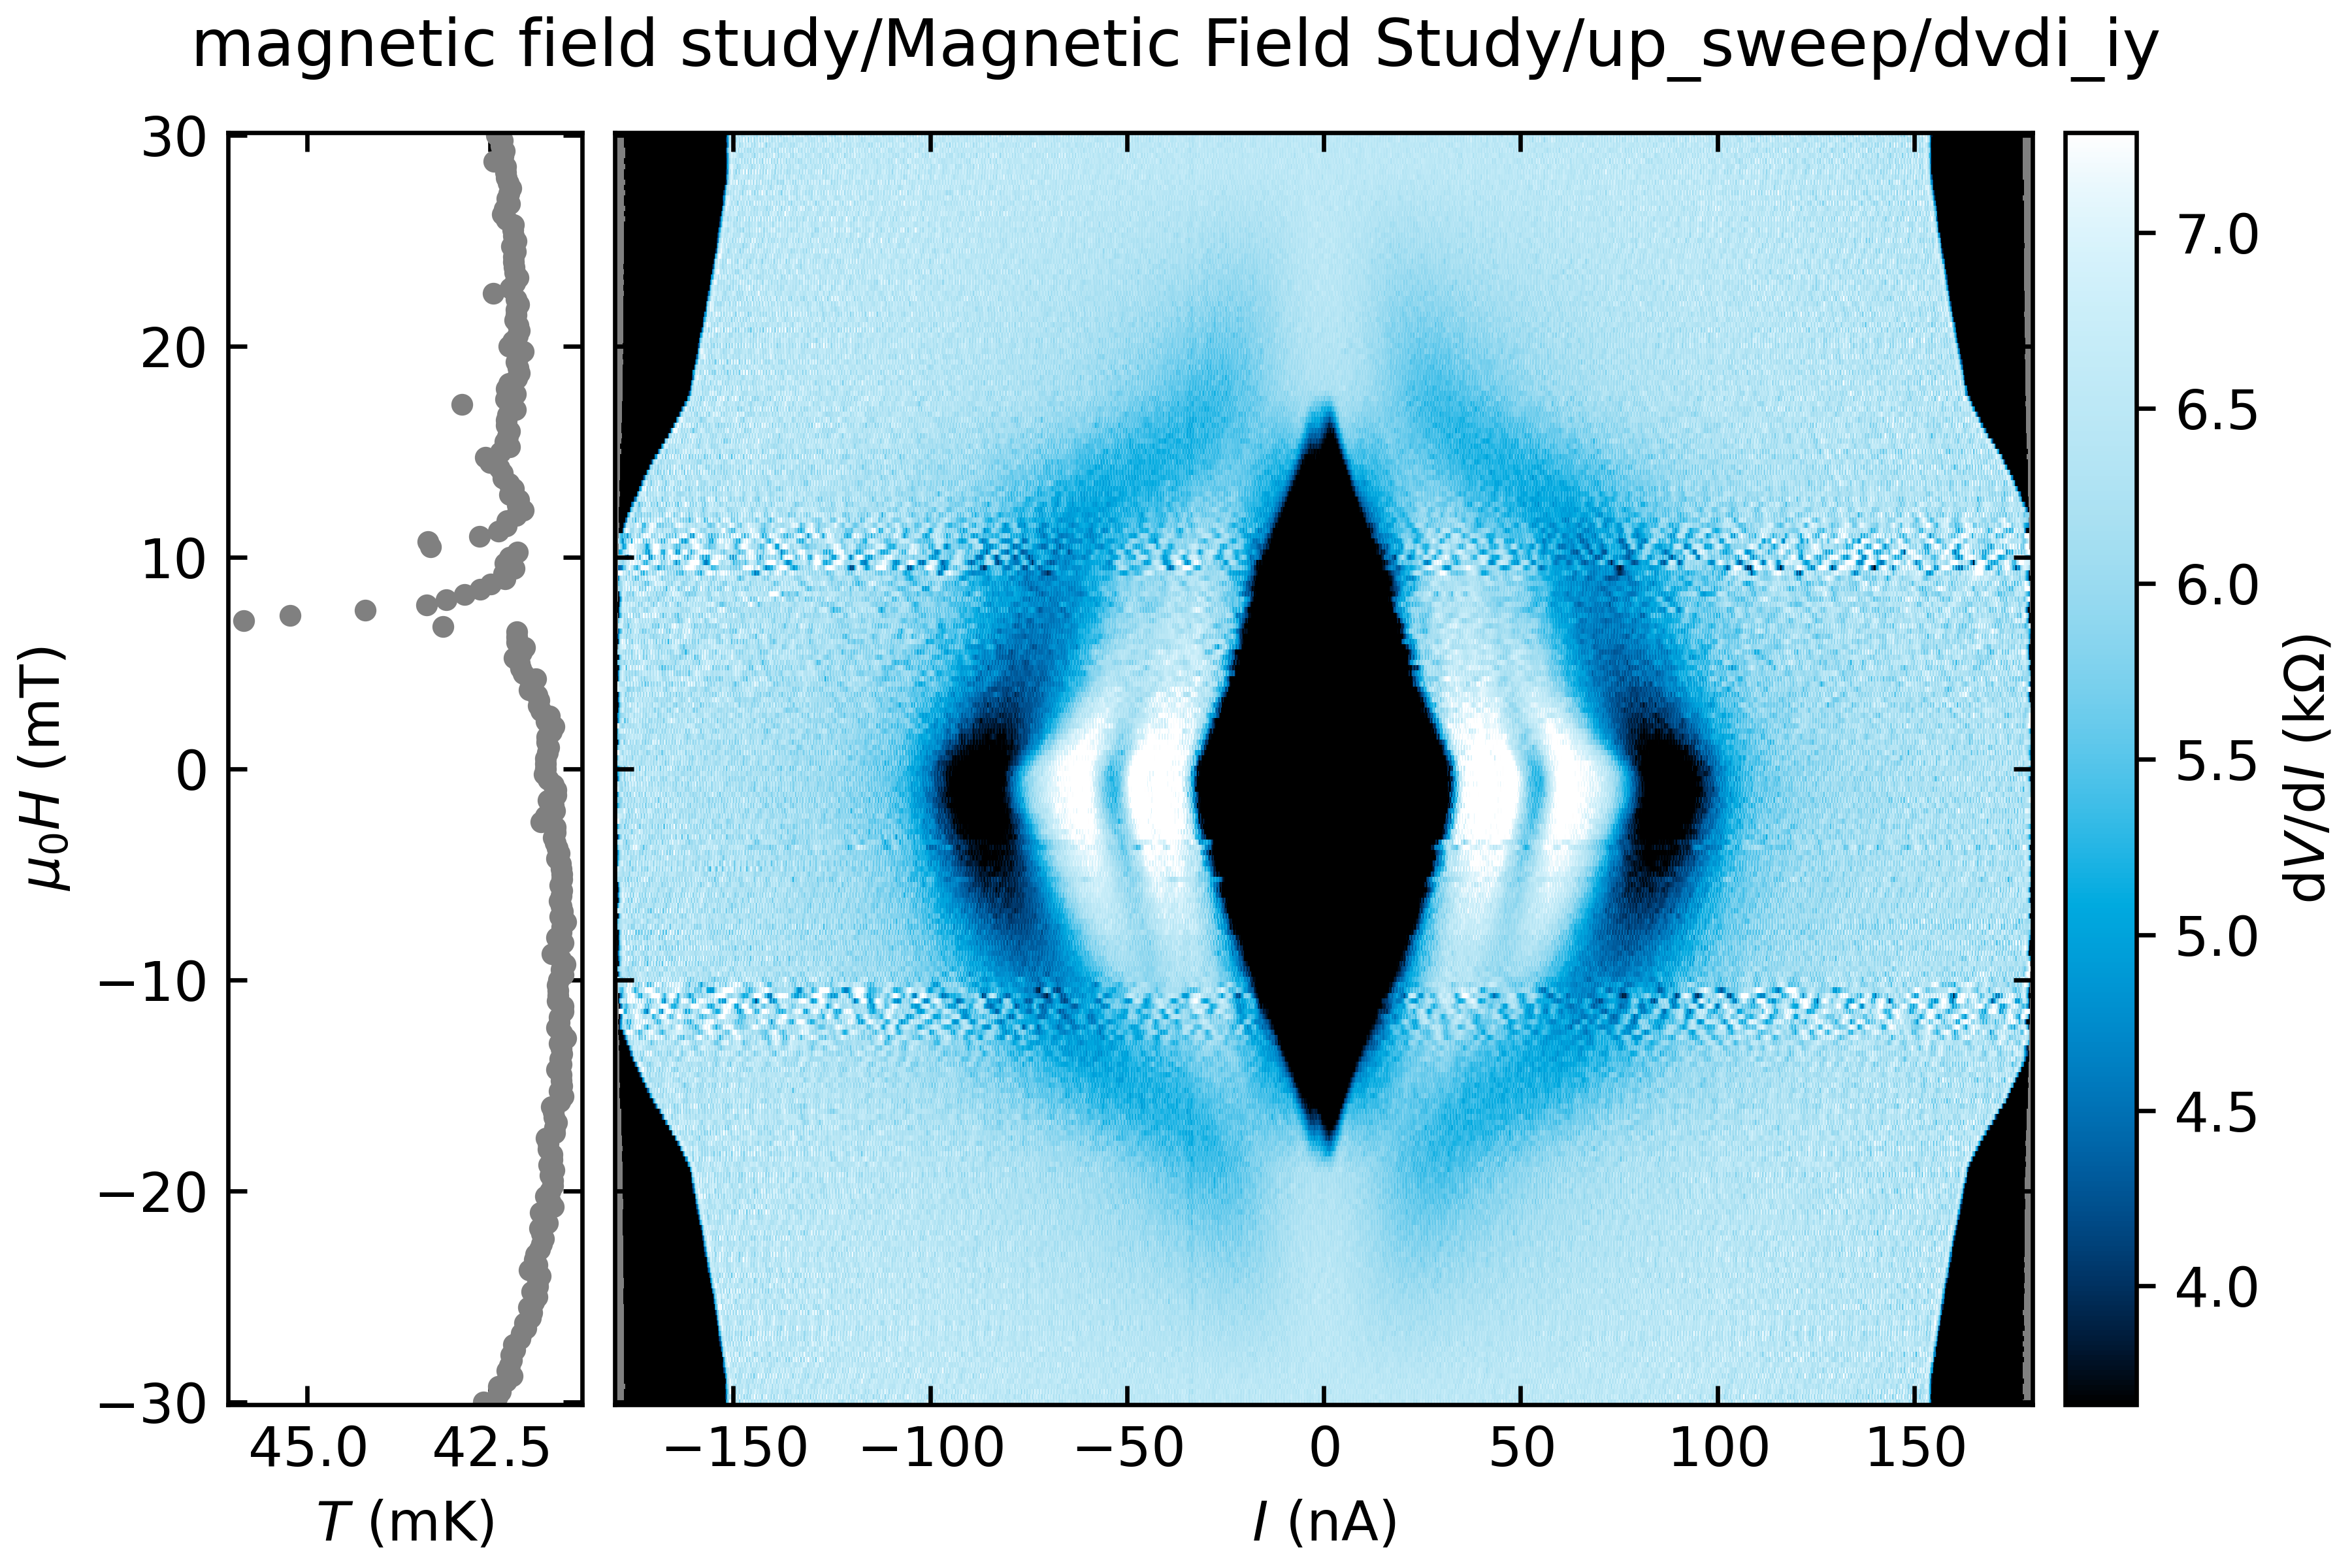 magnetic field study/Magnetic Field Study/up_sweep/dvdi_iy
30
20
10
0
−10
−20
−30
μ₀H (mT)
45.0 42.5
T (mK)
−150 −100 −50 0 50 100 150
I (nA)
7.0
6.5
6.0
5.5
5.0
4.5
4.0
dV/dI (kΩ)